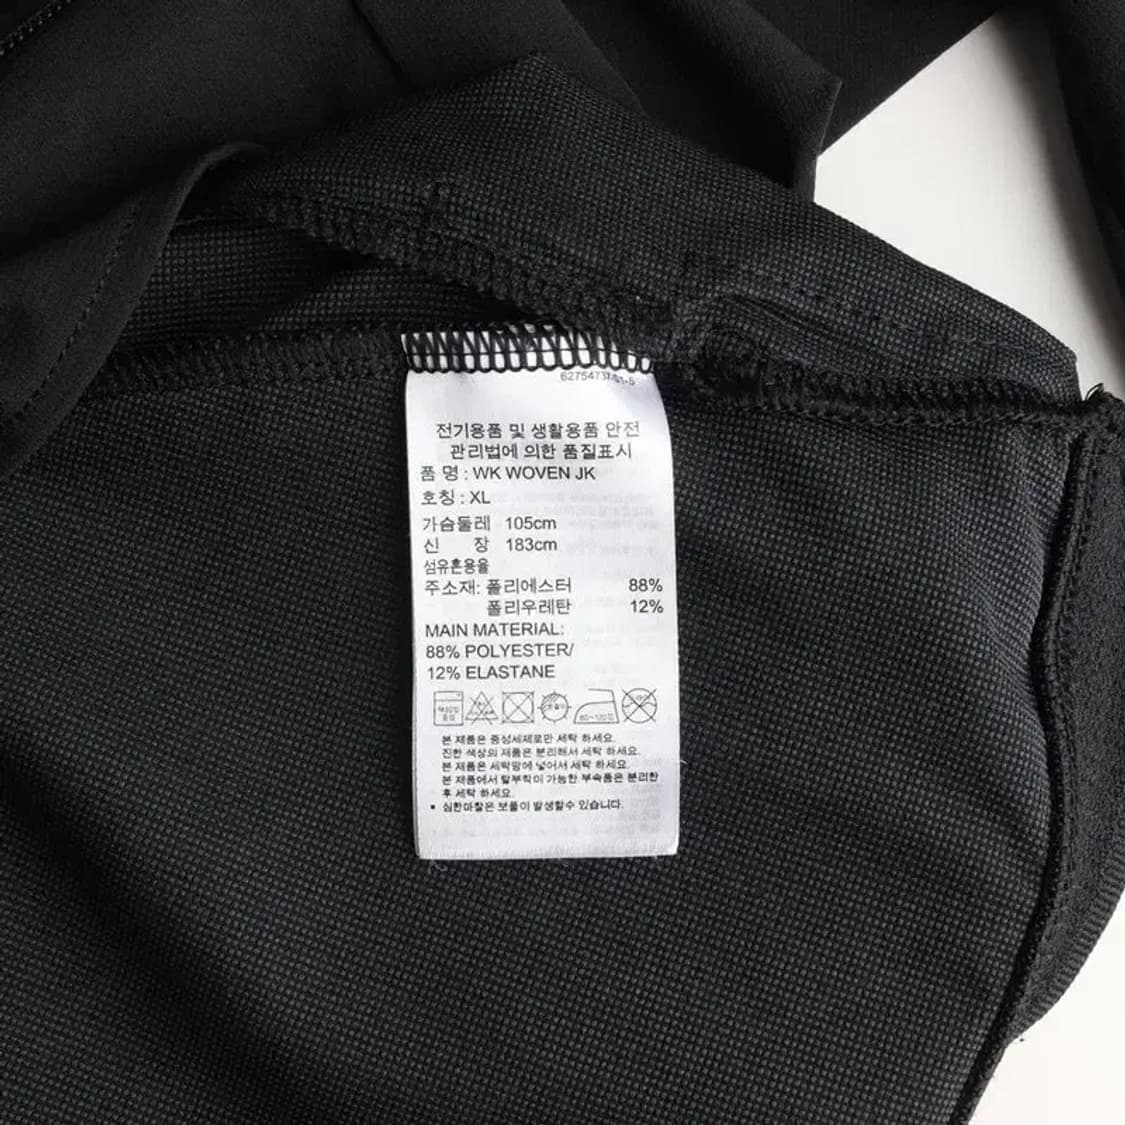 전기용품 및 생활용품 안전
관리법에 의한 품질표시
품 명 : WK WOVEN JK
호칭 : XL
가슴둘레 105cm
신 장 183cm
섬유혼용율
주소재: 폴리에스터 88%
폴리우레탄 12%
MAIN MATERIAL:
88% POLYESTER/
12% ELASTANE
80~120℃
본 제품은 중성세제로만 세탁 하세요.
진한 색상의 제품은 분리해서 세탁 하세요.
본 제품은 세탁망에 넣어서 세탁 하세요.
본 제품에서 탈부착이 가능한 부속품은 분리한
후 세탁 하세요.
• 심한마찰은 보풀이 발생할수 있습니다.